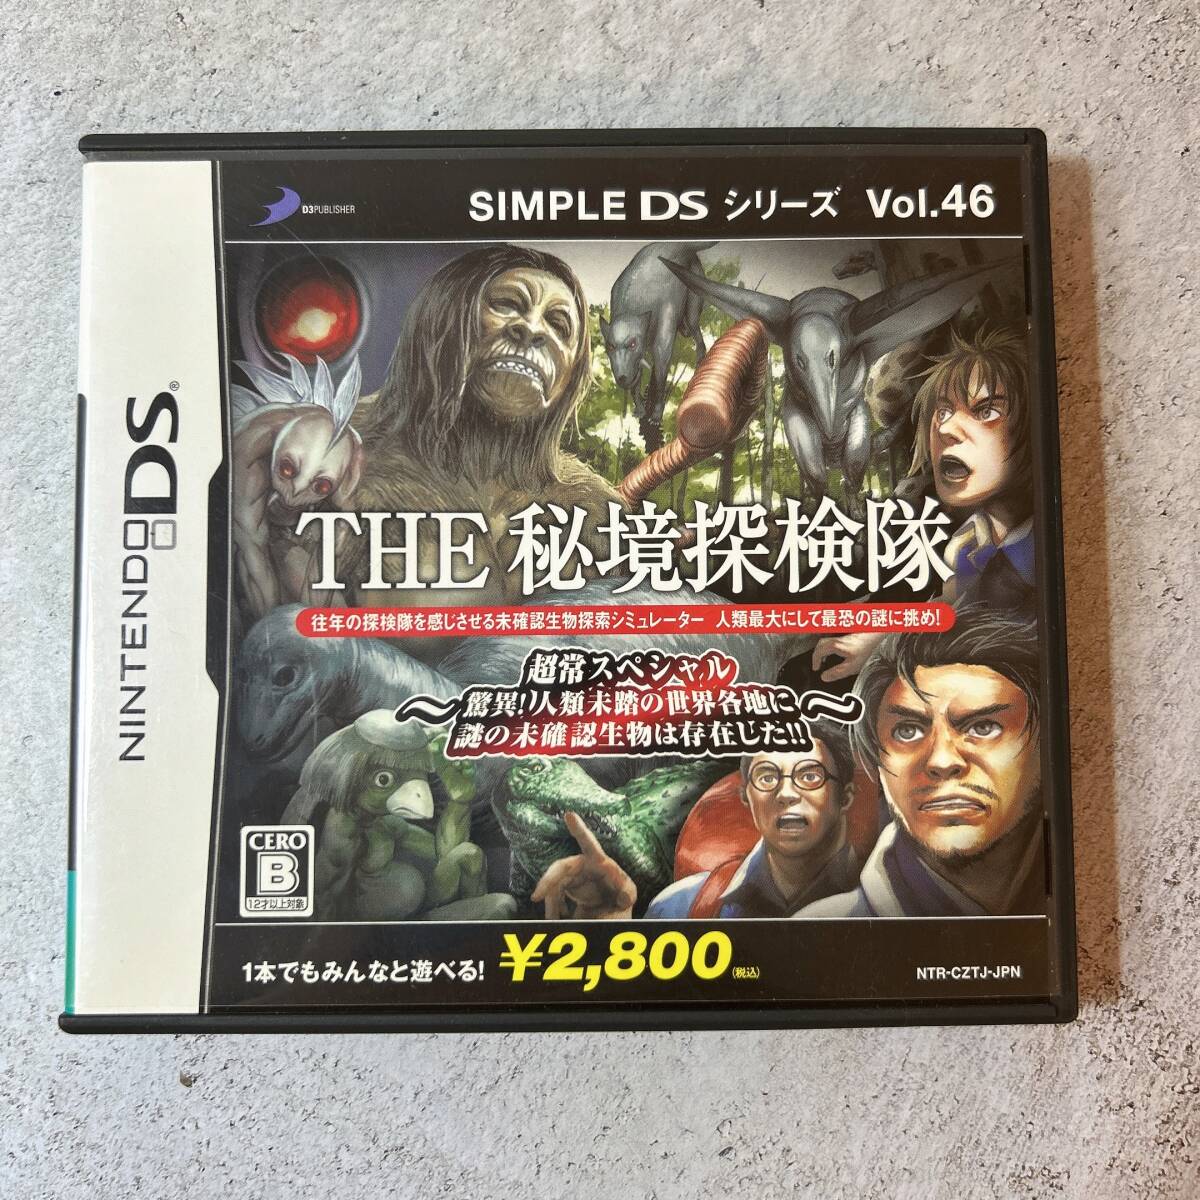 D3PUBLISHER
SIMPLE DS シリーズ Vol.46
NINTENDO DS®
THE 秘境探検隊
往年の探検隊を感じさせる未確認生物探索シミュレーター 人類最大にして最恐の謎に挑め!
超常スペシャル
〜驚異!人類未踏の世界各地に〜
謎の未確認生物は存在した!!
CERO
B
12才以上対象
1本でもみんなと遊べる! ¥2,800(税込)
NTR-CZTJ-JPN